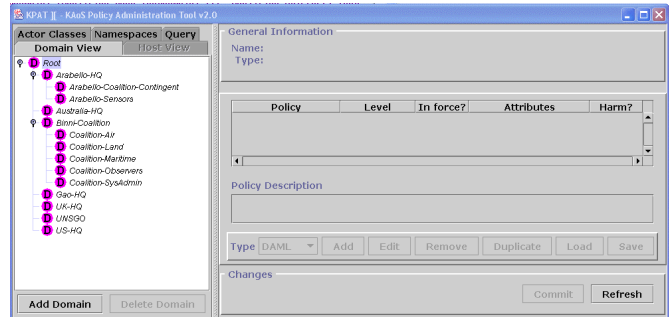 KPAT ][ - KAoS Policy Administration Tool v2.0
Actor Classes Namespaces Query
Domain View Host View
Root
Arabello-HQ
Arabello-Coalition-Contingent
Arabello-Sensors
Australia-HQ
Binni-Coalition
Coalition-Air
Coalition-Land
Coalition-Maritime
Coalition-Observers
Coalition-SysAdmin
Gao-HQ
UK-HQ
UNSGO
US-HQ
Add Domain Delete Domain
General Information
Name:
Type:
Policy Level In force? Attributes Harm?
Policy Description
Type DAML Add Edit Remove Duplicate Load Save
Changes
Commit Refresh